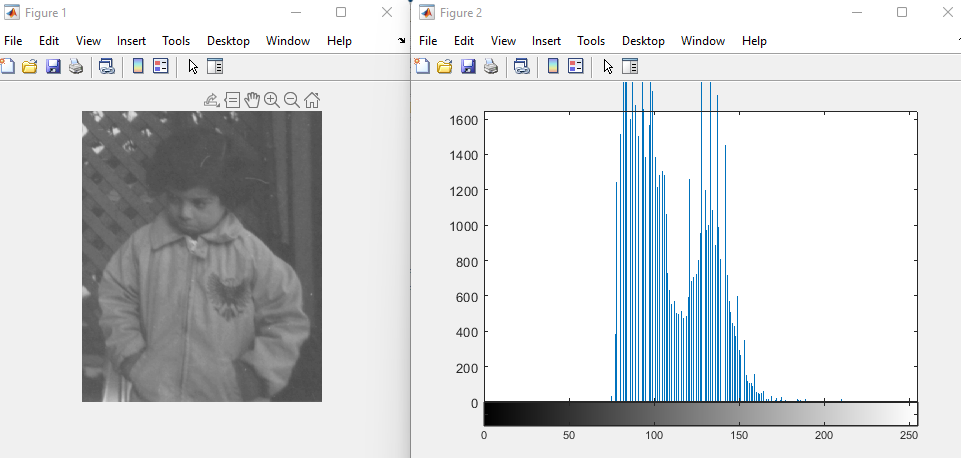 Figure 1
File Edit View Insert Tools Desktop Window Help
Figure 2
File Edit View Insert Tools Desktop Window Help
1600
1400
1200
1000
800
600
400
200
0
0 50 100 150 200 250